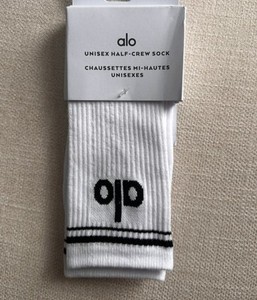 alo
UNISEX HALF-CREW SOCK
CHAUSSETTES MI-HAUTES
UNISEXES
alo